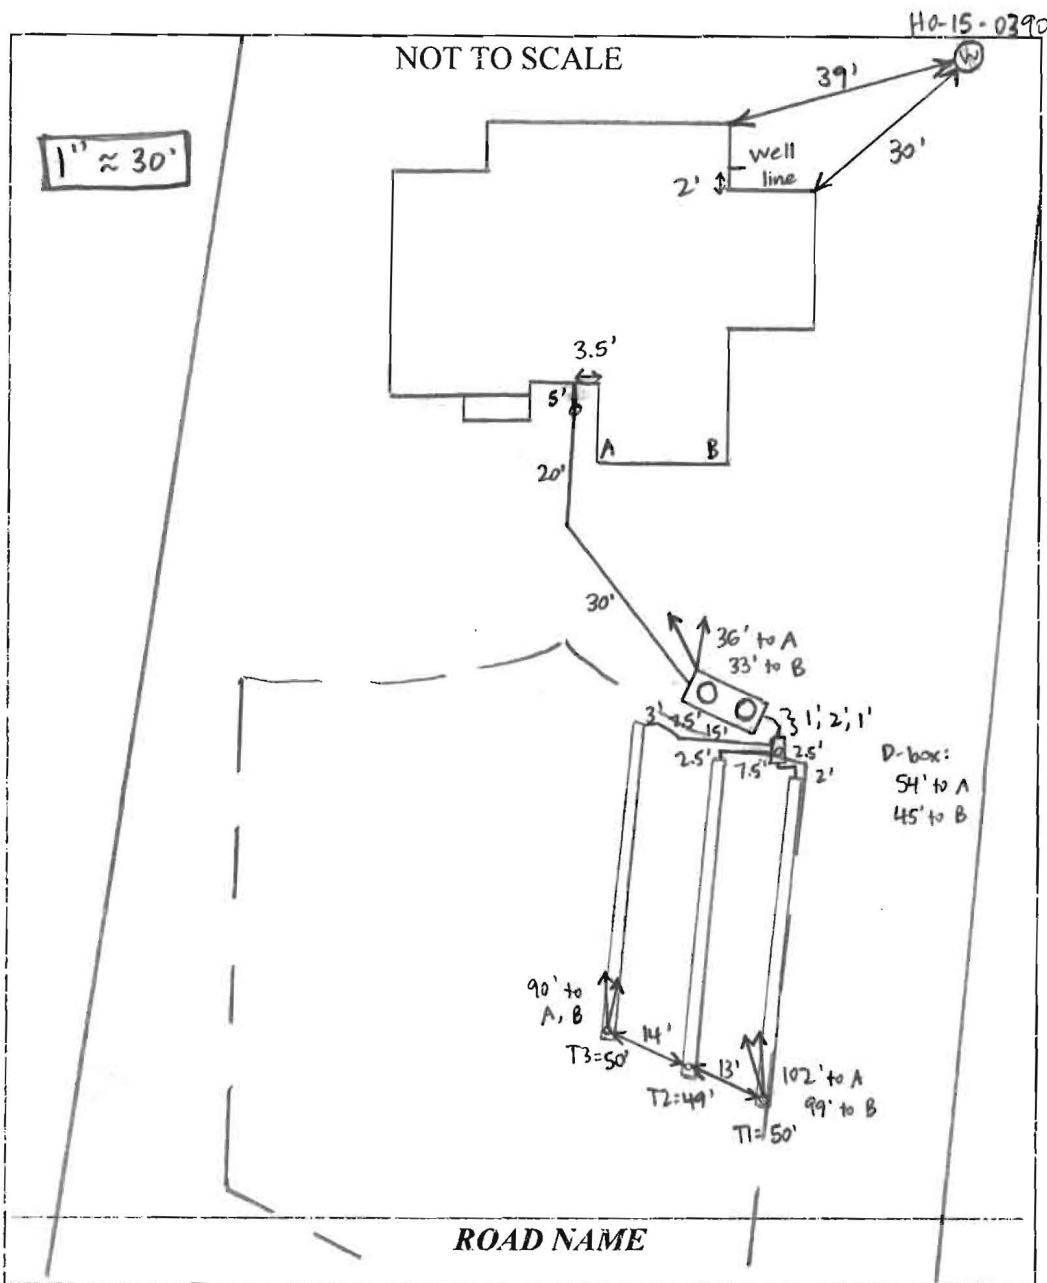 HO-15-0390
NOT TO SCALE
W
39'
1" ≈ 30'
30'
well
line
2'
3.5'
5'
A B
20'
30'
36' to A
33' to B
1', 2', 1'
3' 2.5' 15'
2.5' 7.5' 2.5'
2'
D-box:
54' to A
45' to B
90' to
A, B
14'
T3=50'
13'
T2=49'
102' to A
99' to B
T1=50'
ROAD NAME